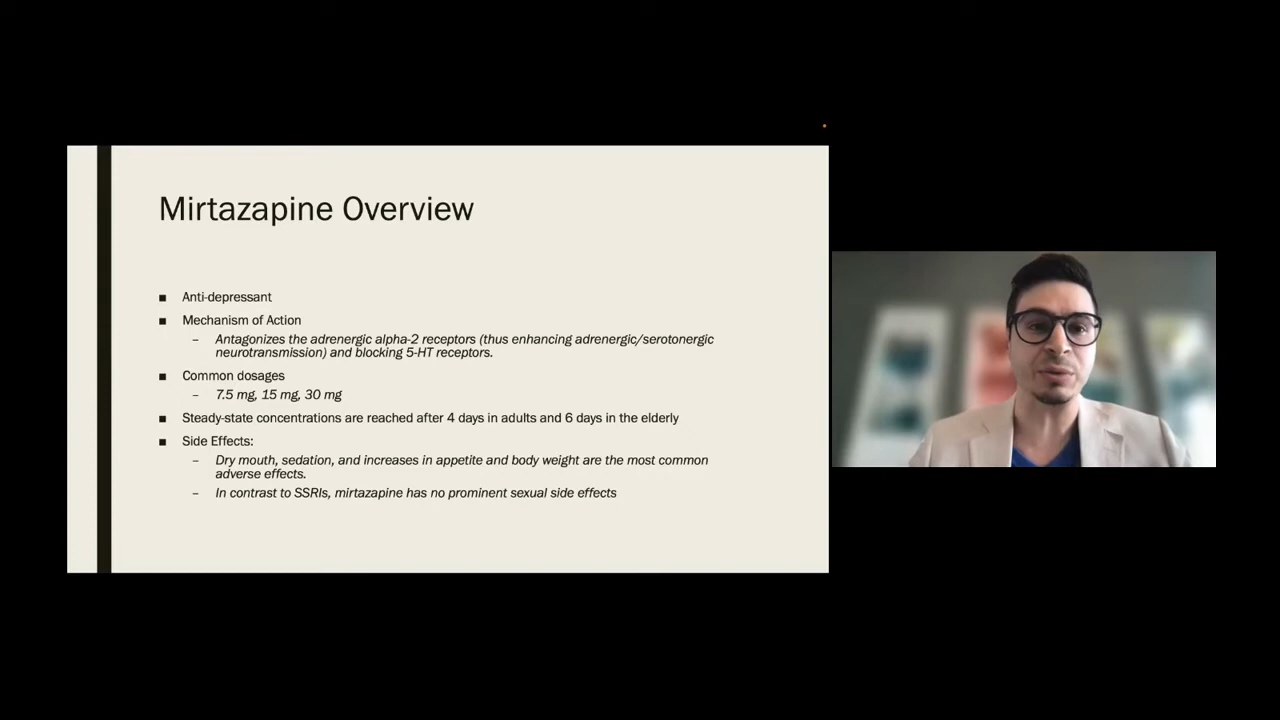 Mirtazapine Overview
■ Anti-depressant
■ Mechanism of Action
– Antagonizes the adrenergic alpha-2 receptors (thus enhancing adrenergic/serotonergic
neurotransmission) and blocking 5-HT receptors.
■ Common dosages
– 7.5 mg, 15 mg, 30 mg
■ Steady-state concentrations are reached after 4 days in adults and 6 days in the elderly
■ Side Effects:
– Dry mouth, sedation, and increases in appetite and body weight are the most common
adverse effects.
– In contrast to SSRIs, mirtazapine has no prominent sexual side effects